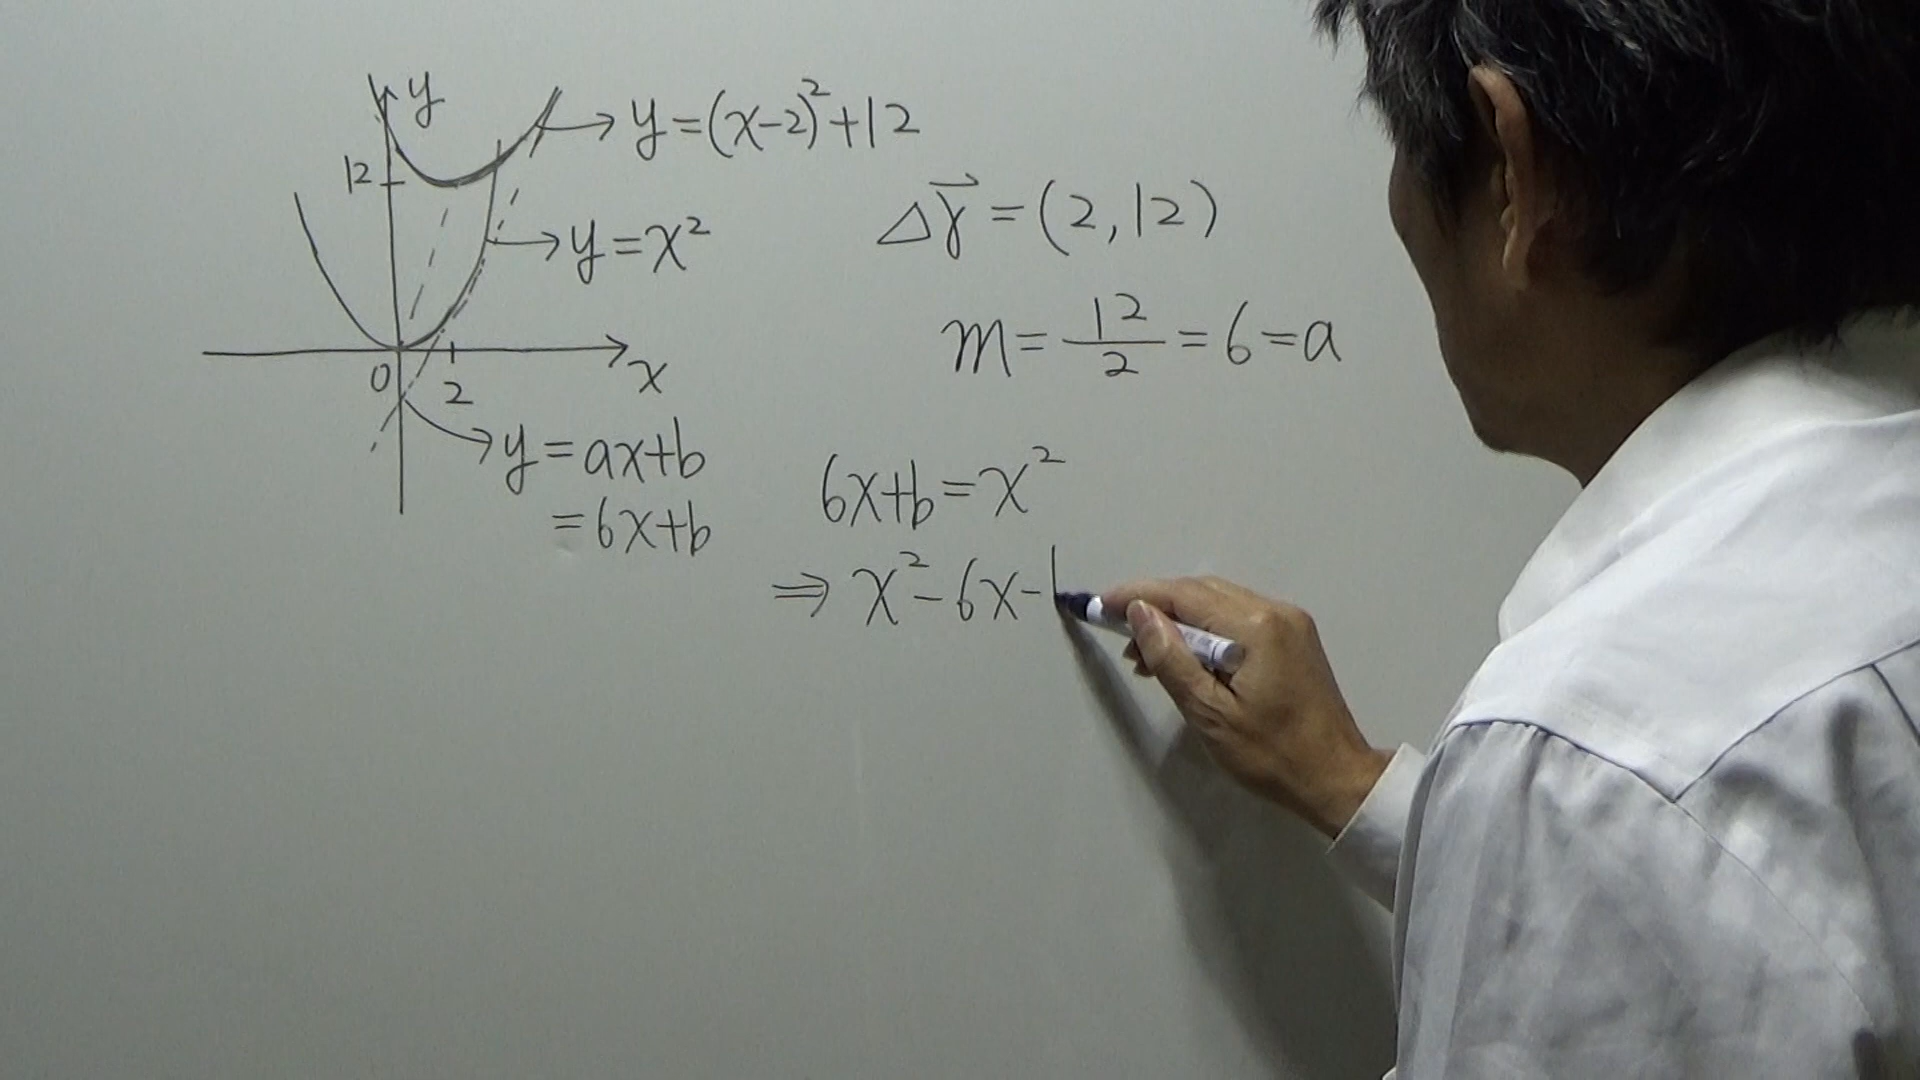 y
y=(x-2)²+12
12
y=x²
0
2
x
y=ax+b
=6x+b
Δr⃗=(2,12)
m=12/2=6=a
6x+b=x²
⇒x²-6x-